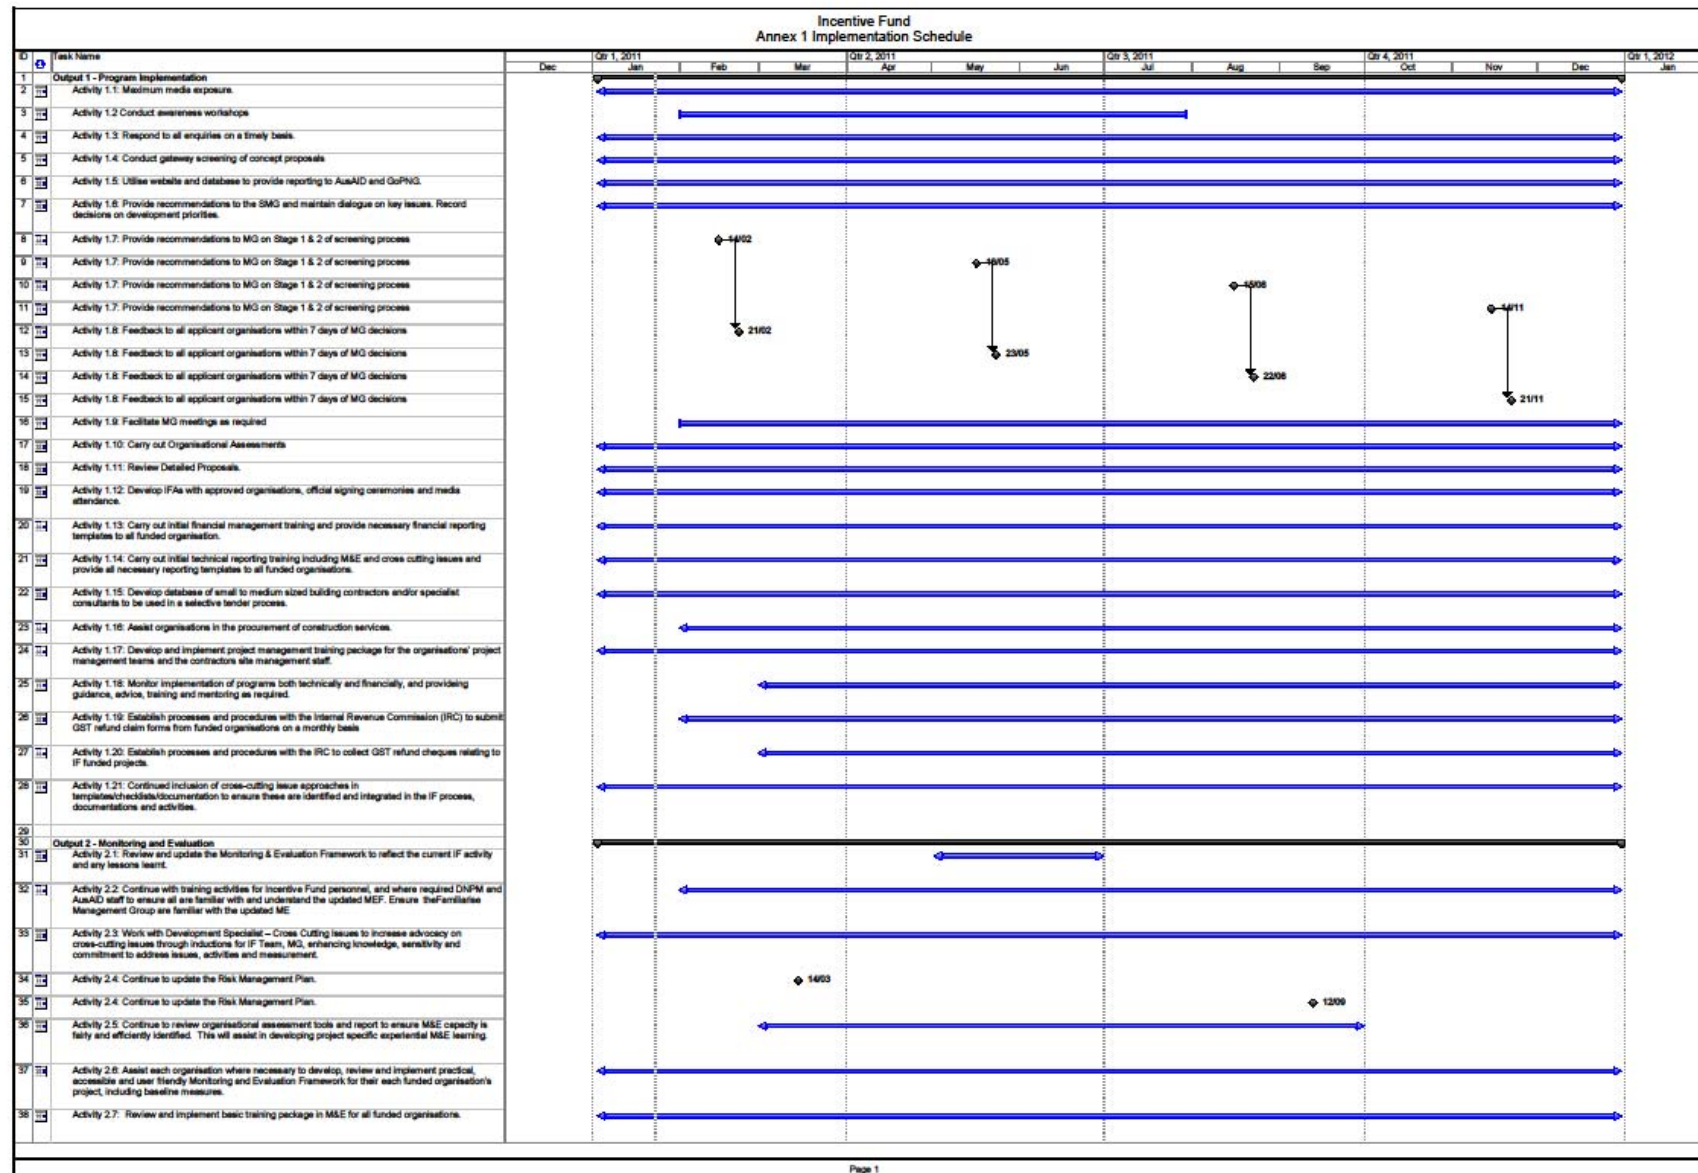 Incentive Fund
Annex 1 Implementation Schedule
ID Task Name Qtr 1, 2011 Qtr 2, 2011 Qtr 3, 2011 Qtr 4, 2011 Qtr 1, 2012
Dec Jan Feb Mar Apr May Jun Jul Aug Sep Oct Nov Dec Jan
1 Output 1 - Program Implementation
2 Activity 1.1: Maximum media exposure.
3 Activity 1.2 Conduct awareness workshops
4 Activity 1.3: Respond to all enquiries on a timely basis.
5 Activity 1.4: Conduct gateway screening of concept proposals
6 Activity 1.5: Utilise website and database to provide reporting to AusAID and GoPNG.
7 Activity 1.6: Provide recommendations to the SMG and maintain dialogue on key issues. Record
decisions on development priorities.
8 Activity 1.7: Provide recommendations to MG on Stage 1 & 2 of screening process 14/02
9 Activity 1.7: Provide recommendations to MG on Stage 1 & 2 of screening process 16/05
10 Activity 1.7: Provide recommendations to MG on Stage 1 & 2 of screening process 15/08
11 Activity 1.7: Provide recommendations to MG on Stage 1 & 2 of screening process 14/11
12 Activity 1.8: Feedback to all applicant organisations within 7 days of MG decisions 21/02
13 Activity 1.8: Feedback to all applicant organisations within 7 days of MG decisions 23/05
14 Activity 1.8: Feedback to all applicant organisations within 7 days of MG decisions 22/08
15 Activity 1.8: Feedback to all applicant organisations within 7 days of MG decisions 21/11
16 Activity 1.9: Facilitate MG meetings as required
17 Activity 1.10: Carry out Organisational Assessments
18 Activity 1.11: Review Detailed Proposals.
19 Activity 1.12: Develop IFAs with approved organisations, official signing ceremonies and media
attendance.
20 Activity 1.13: Carry out initial financial management training and provide necessary financial reporting
templates to all funded organisation.
21 Activity 1.14: Carry out initial technical reporting training including M&E and cross cutting issues and
provide all necessary reporting templates to all funded organisations.
22 Activity 1.15: Develop database of small to medium sized building contractors and/or specialist
consultants to be used in a selective tender process.
23 Activity 1.16: Assist organisations in the procurement of construction services.
24 Activity 1.17: Develop and implement project management training package for the organisations' project
management teams and the contractors site management staff.
25 Activity 1.18: Monitor implementation of programs both technically and financially, and provideing
guidance, advice, training and mentoring as required.
26 Activity 1.19: Establish processes and procedures with the Internal Revenue Commission (IRC) to submit
GST refund claim forms from funded organisations on a monthly basis
27 Activity 1.20: Establish processes and procedures with the IRC to collect GST refund cheques relating to
IF funded projects.
28 Activity 1.21: Continued inclusion of cross-cutting issue approaches in
templates/checklists/documentation to ensure these are identified and integrated in the IF process,
documentations and activities.
29
30 Output 2 - Monitoring and Evaluation
31 Activity 2.1: Review and update the Monitoring & Evaluation Framework to reflect the current IF activity
and any lessons learnt.
32 Activity 2.2: Continue with training activities for Incentive Fund personnel, and where required DNPM and
AusAID staff to ensure all are familiar with and understand the updated MEF. Ensure theFamiliarise
Management Group are familiar with the updated ME
33 Activity 2.3: Work with Development Specialist – Cross Cutting Issues to increase advocacy on
cross-cutting issues through inductions for IF Team, MG, enhancing knowledge, sensitivity and
commitment to address issues, activities and measurement.
34 Activity 2.4: Continue to update the Risk Management Plan. 14/03
35 Activity 2.4: Continue to update the Risk Management Plan. 12/09
36 Activity 2.5: Continue to review organisational assessment tools and report to ensure M&E capacity is
fairly and efficiently identified. This will assist in developing project specific experiential M&E learning.
37 Activity 2.6: Assist each organisation where necessary to develop, review and implement practical,
accessible and user friendly Monitoring and Evaluation Framework for their each funded organisation's
project, including baseline measures.
38 Activity 2.7: Review and implement basic training package in M&E for all funded organisations.
Page 1